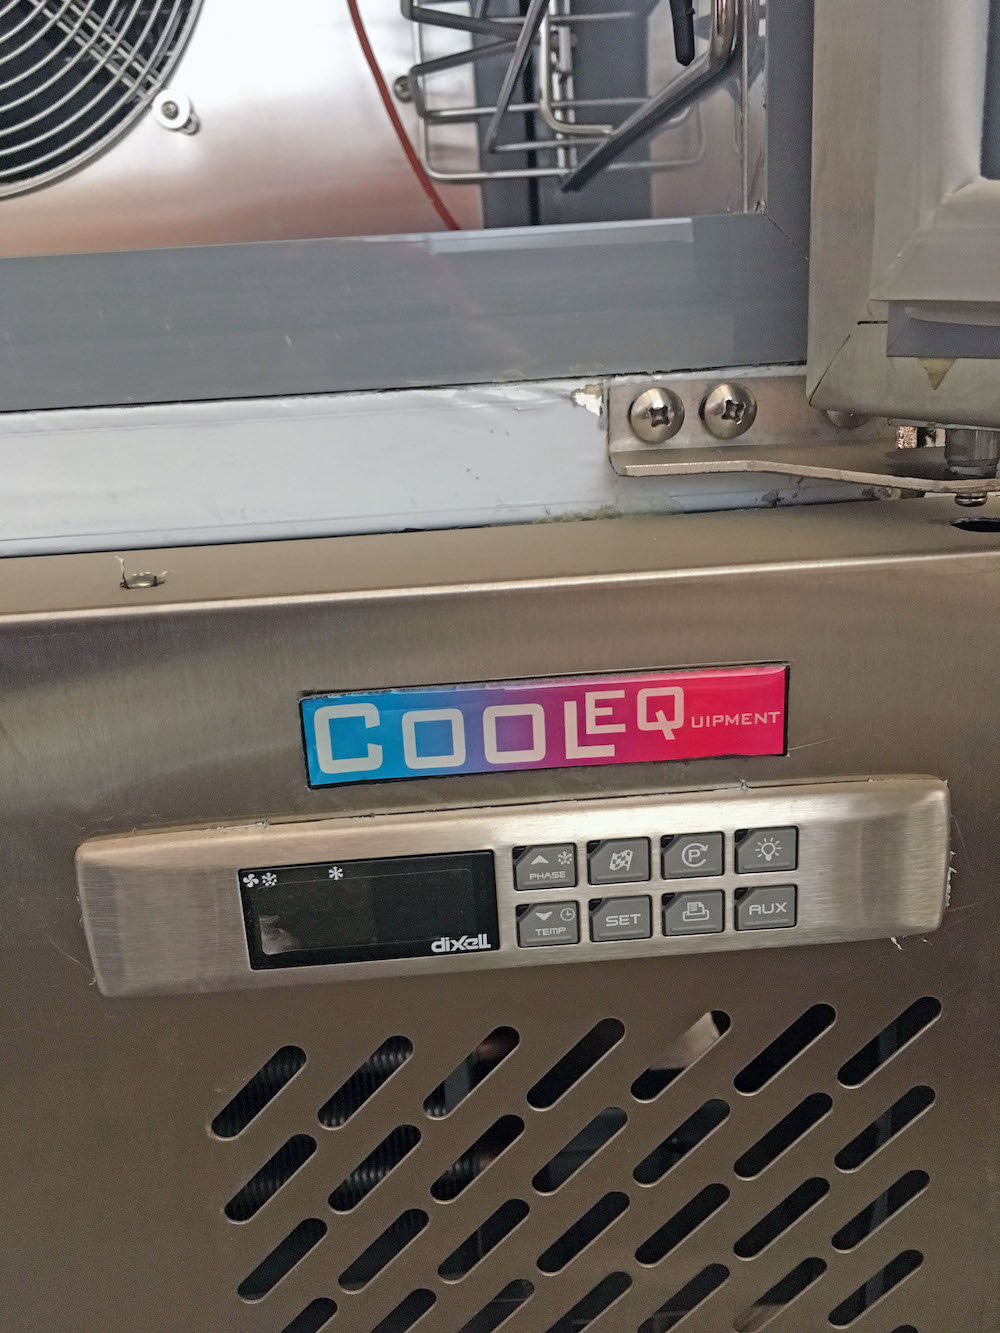 COOLEQUIPMENT
PHASE
P
dixell
TEMP
SET
AUX